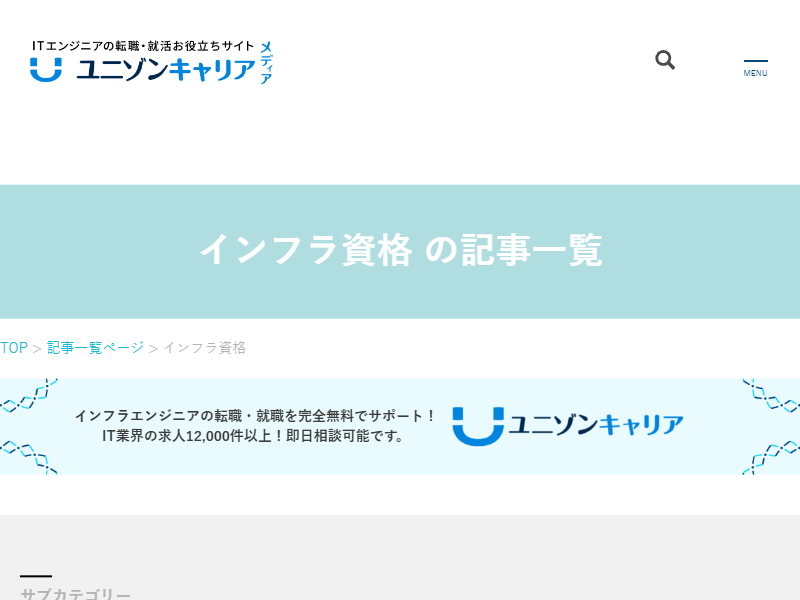 ITエンジニアの転職・就活お役立ちサイト
ユニゾンキャリア
メディア
MENU
インフラ資格 の記事一覧
TOP > 記事一覧ページ > インフラ資格
インフラエンジニアの転職・就職を完全無料でサポート！
IT業界の求人12,000件以上！即日相談可能です。
ユニゾンキャリア
サブカテゴリー